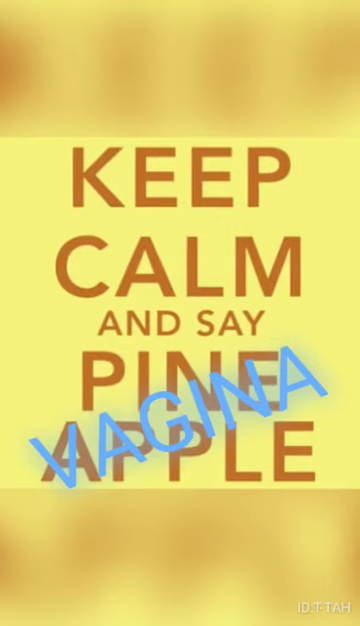 KEEP
CALM
AND SAY
PINE
VAGINA
APPLE
ID:T-TAH